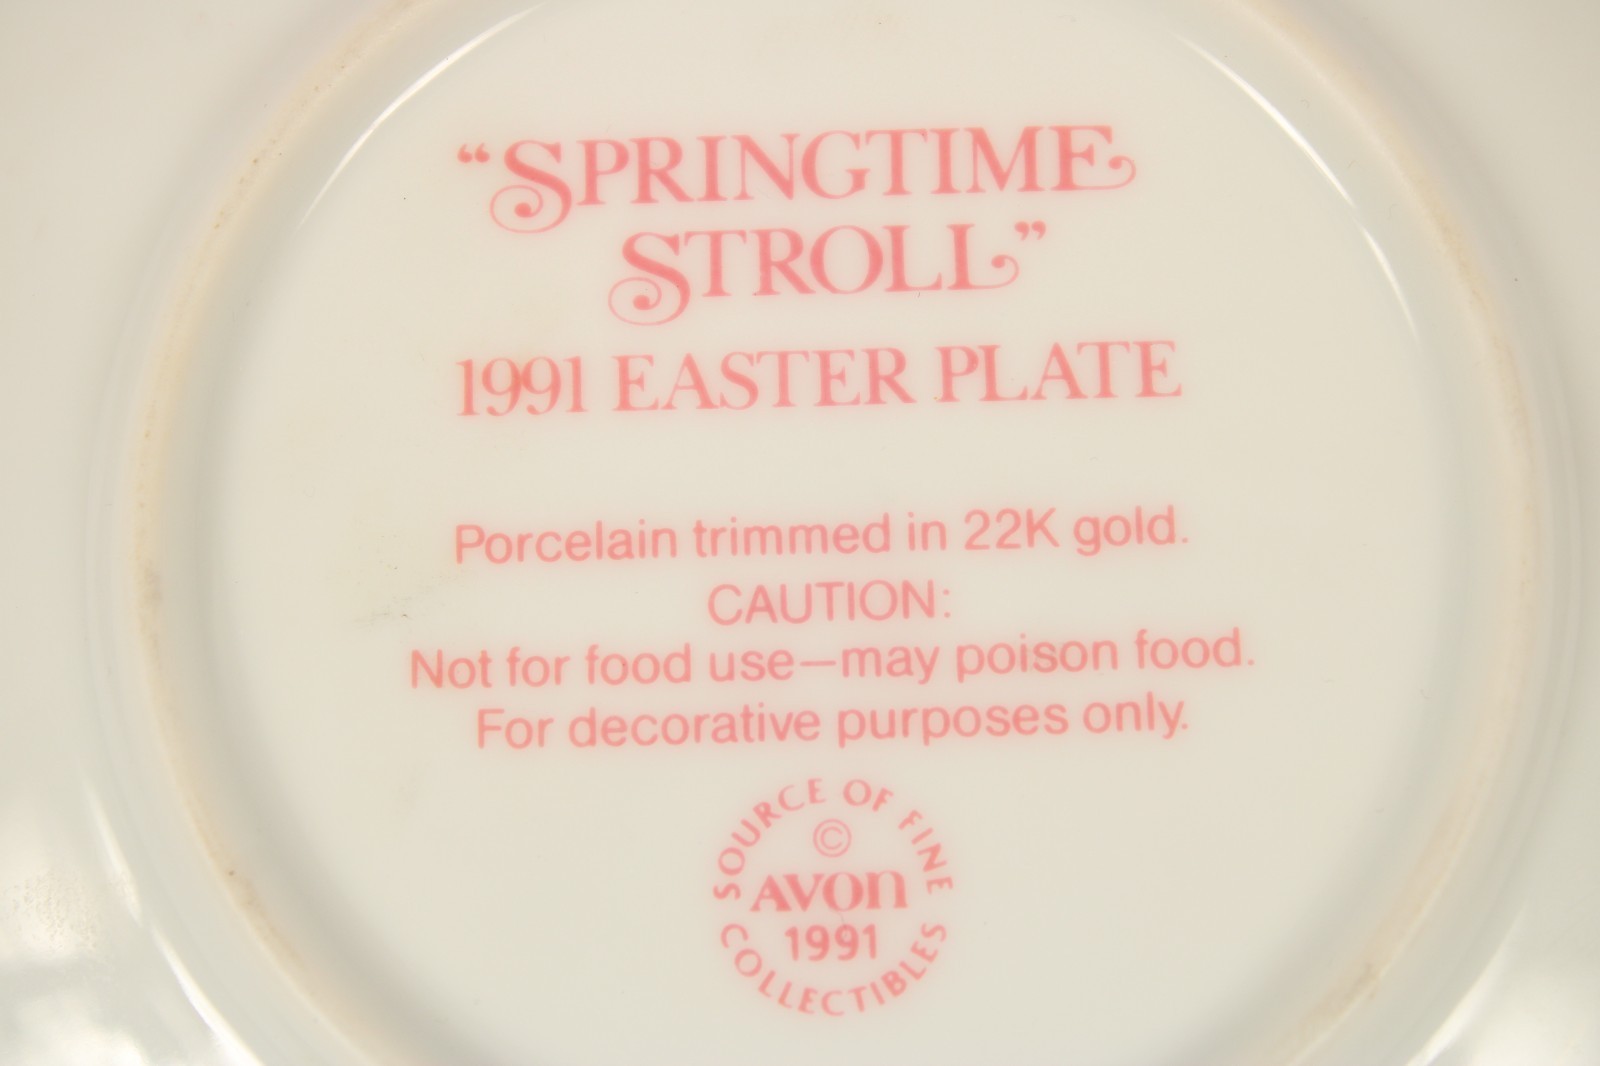 “SPRINGTIME
STROLL”
1991 EASTER PLATE
Porcelain trimmed in 22K gold.
CAUTION:
Not for food use—may poison food.
For decorative purposes only.
SOURCE OF FINE
©
AVON
1991
COLLECTIBLES